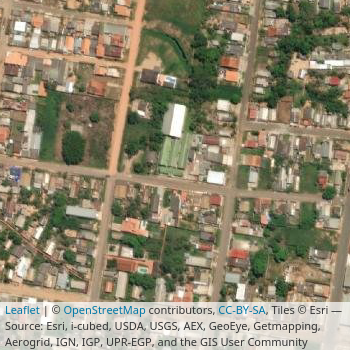 Leaflet | © OpenStreetMap contributors, CC-BY-SA, Tiles © Esri —
Source: Esri, i-cubed, USDA, USGS, AEX, GeoEye, Getmapping,
Aerogrid, IGN, IGP, UPR-EGP, and the GIS User Community